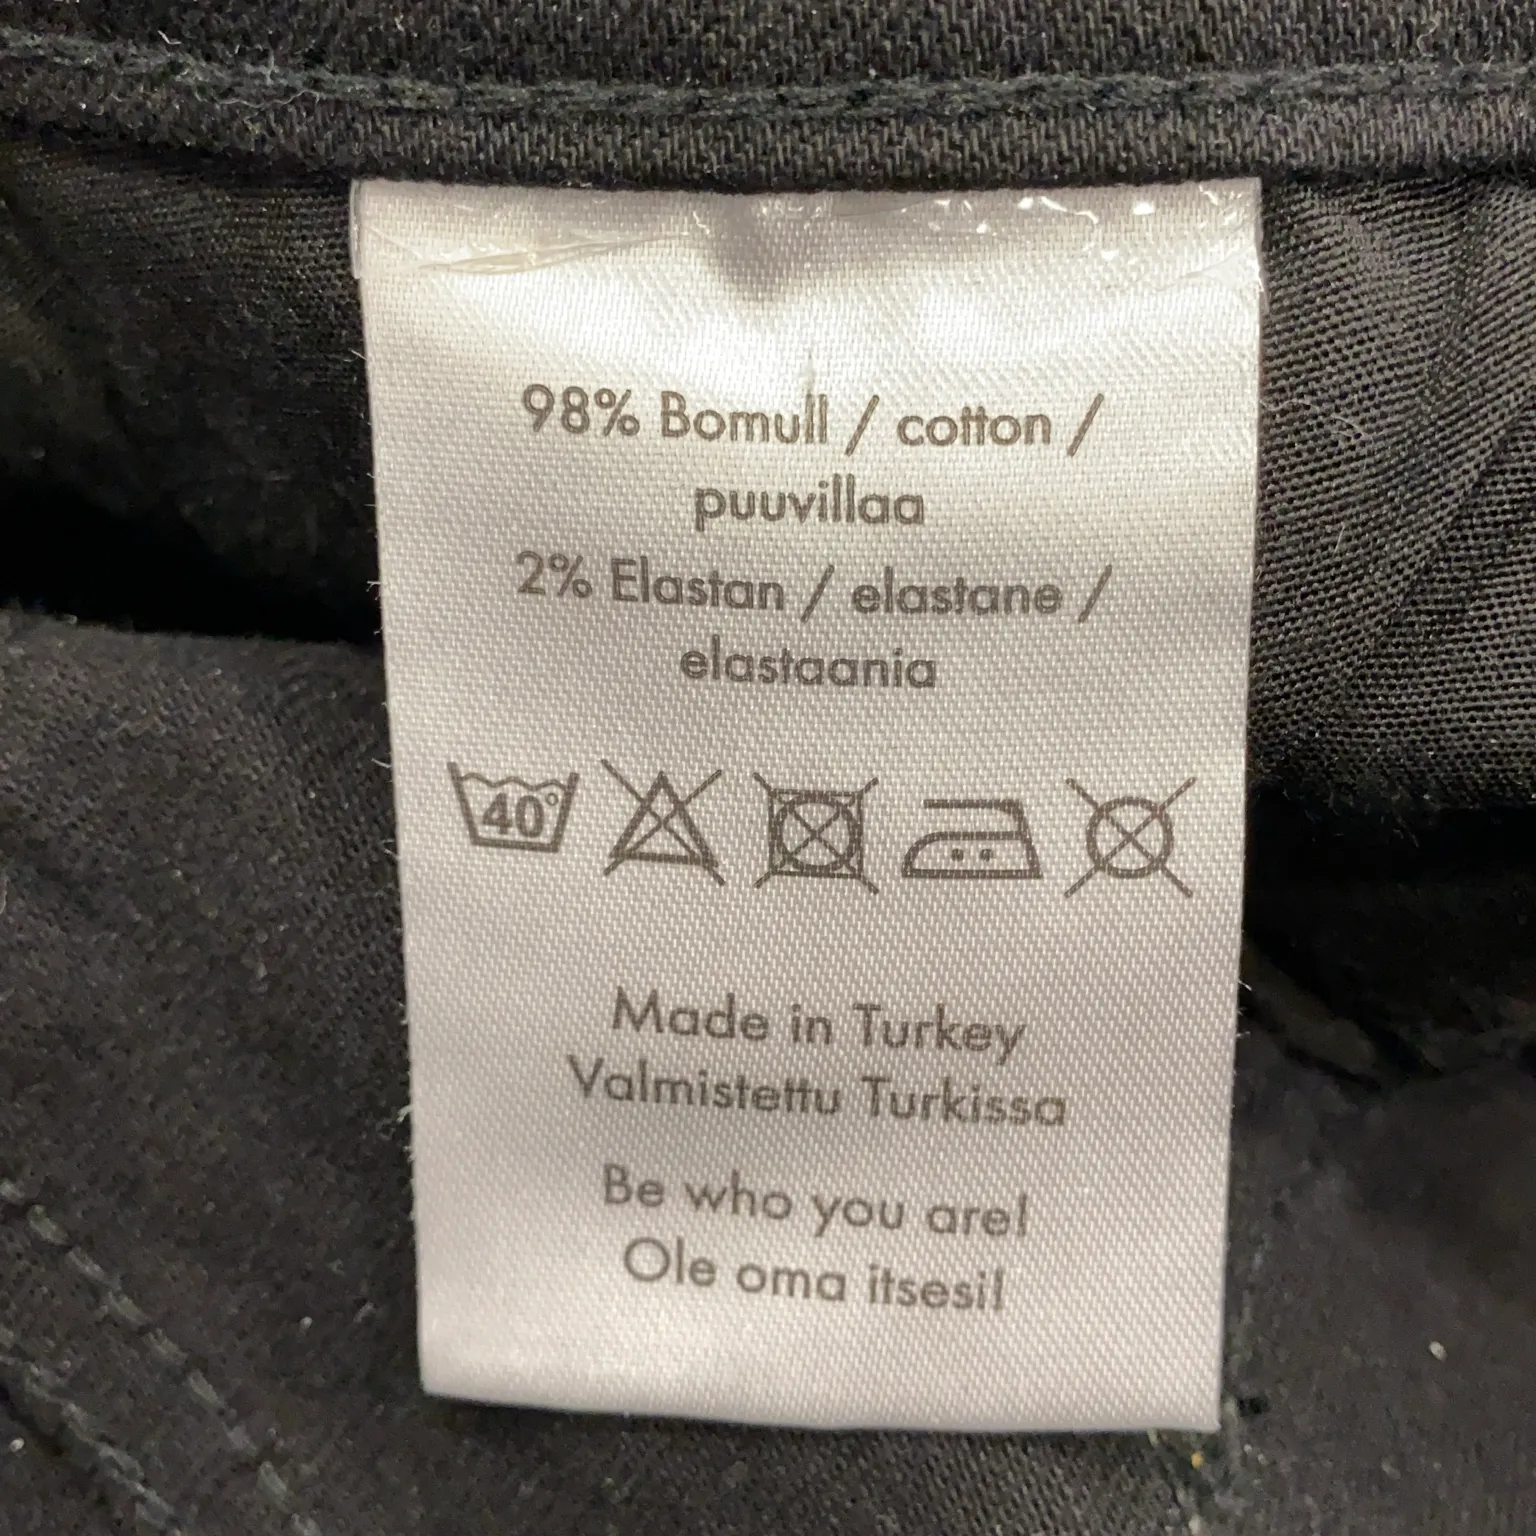 98% Bomull / cotton /
puuvillaa
2% Elastan / elastane /
elastaania
40°
Made in Turkey
Valmistettu Turkissa
Be who you are!
Ole oma itsesi!